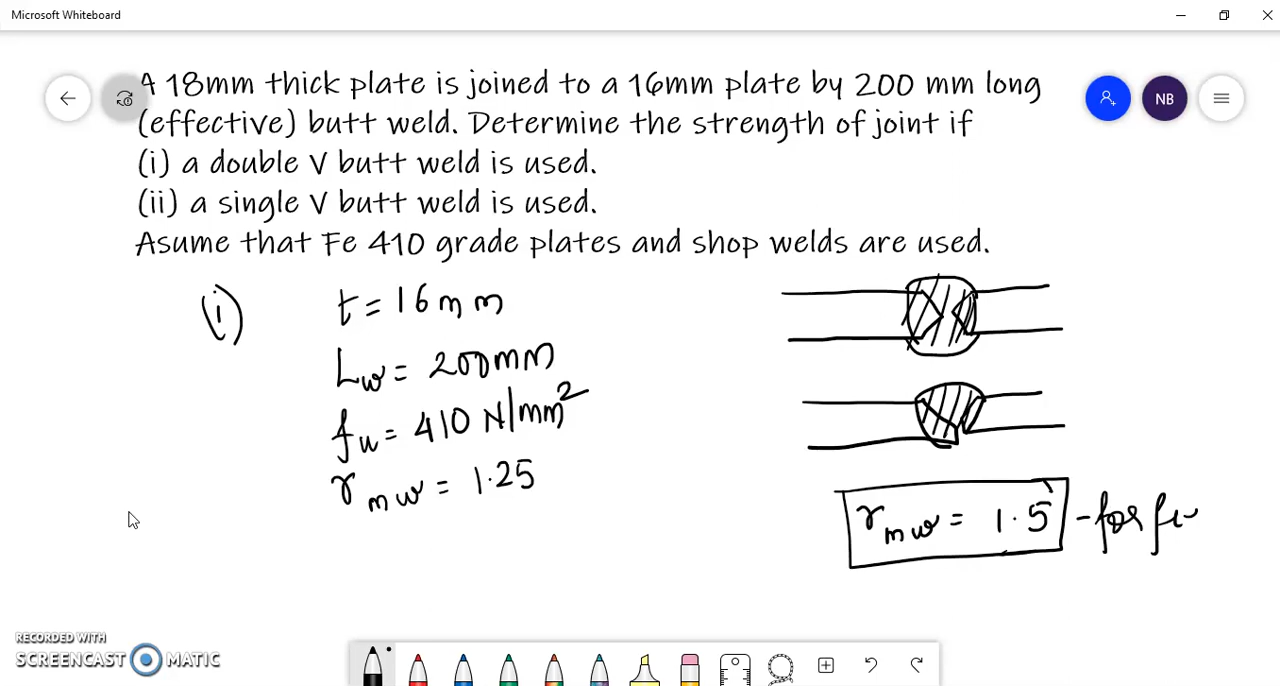 Microsoft Whiteboard
A 18mm thick plate is joined to a 16mm plate by 200 mm long
(effective) butt weld. Determine the strength of joint if
(i) a double V butt weld is used.
(ii) a single V butt weld is used.
Asume that Fe 410 grade plates and shop welds are used.
NB
(i)
t = 16mm
Lw = 200mm
fu = 410 N/mm²
γmw = 1.25
γmw = 1.5 - for
RECORDED WITH
SCREENCAST MATIC